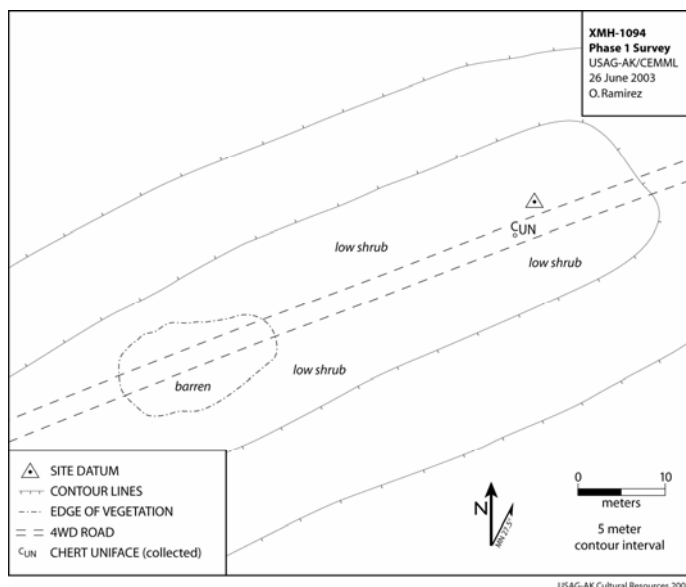 XMH-1094
Phase 1 Survey
USAG-AK/CEMML
26 June 2003
O. Ramirez
CUN
low shrub
low shrub
low shrub
barren
SITE DATUM
CONTOUR LINES
EDGE OF VEGETATION
4WD ROAD
CUN CHERT UNIFACE (collected)
N
MN 27.5°
0 10
meters
5 meter
contour interval
USAG-AK Cultural Resources